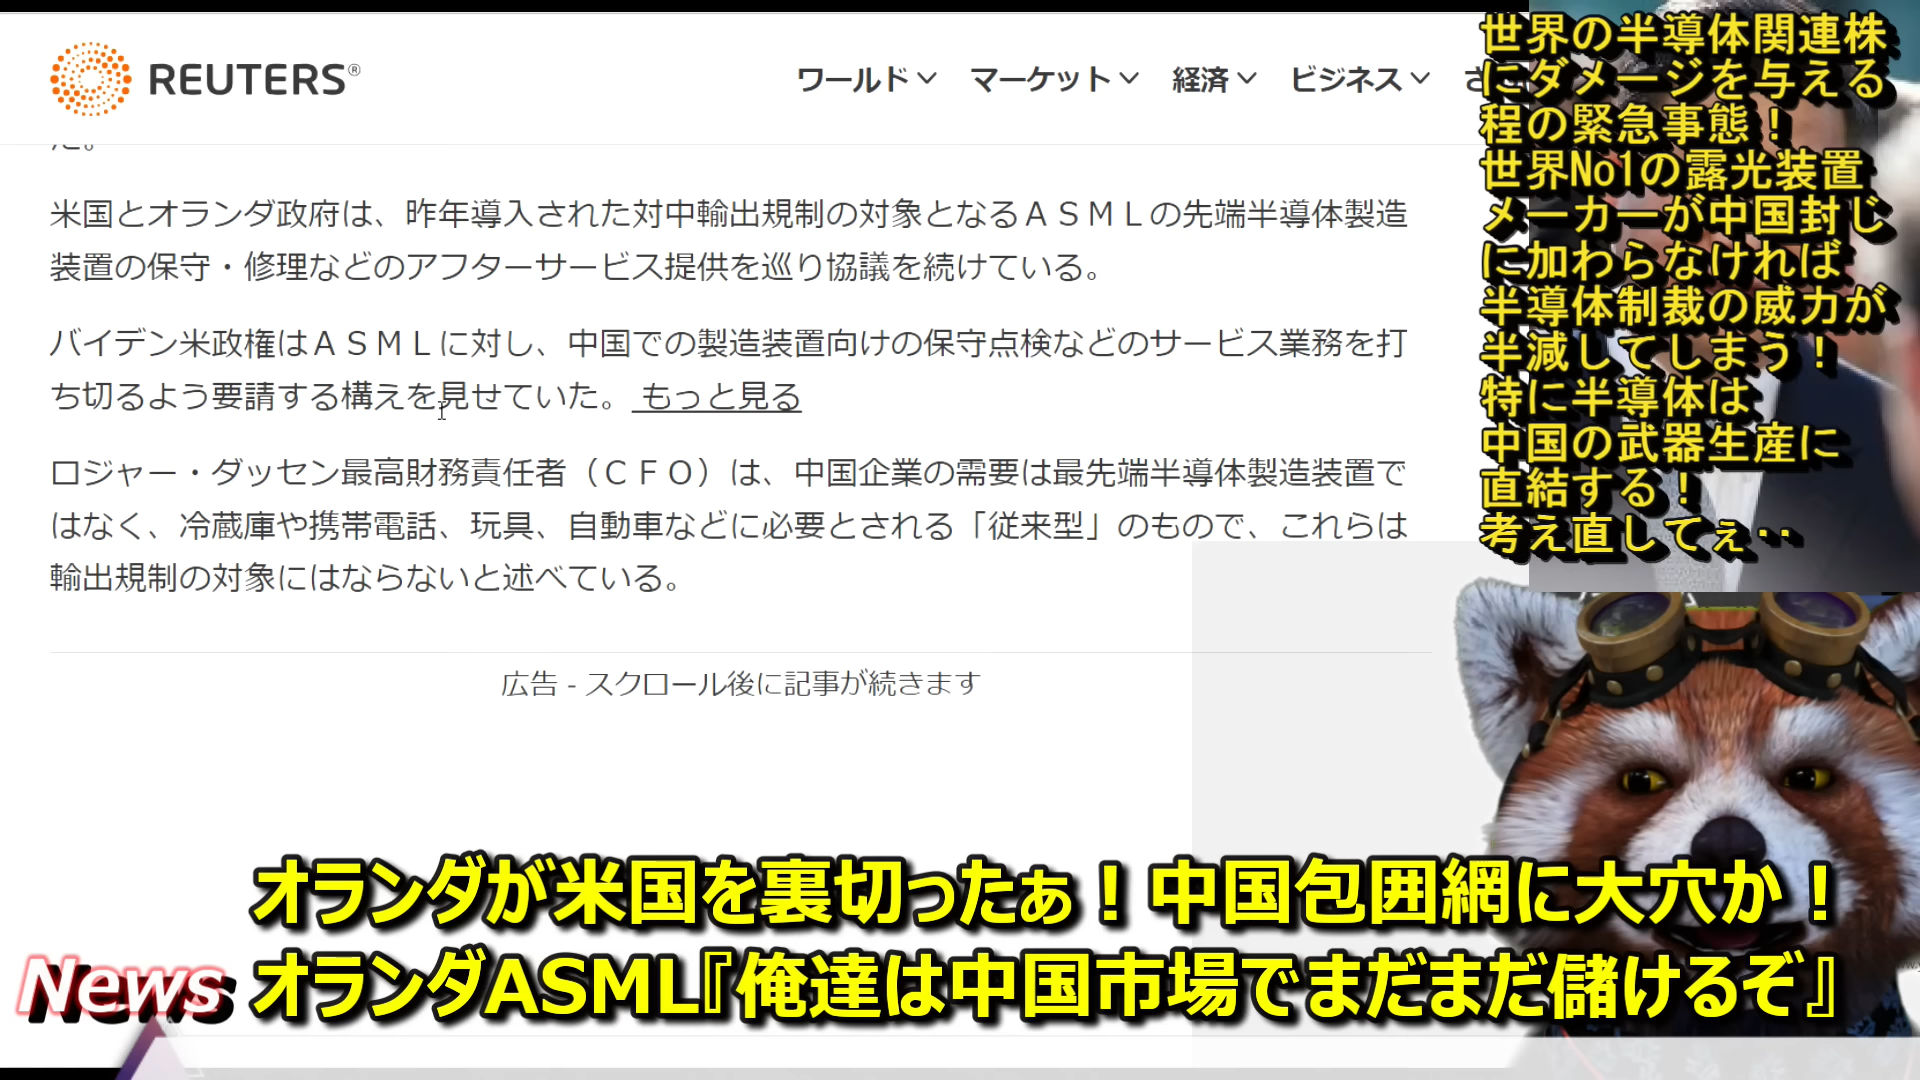 REUTERS®
ワールド マーケット 経済 ビジネス さ
た。
米国とオランダ政府は、昨年導入された対中輸出規制の対象となるＡＳＭＬの先端半導体製造
装置の保守・修理などのアフターサービス提供を巡り協議を続けている。
バイデン米政権はＡＳＭＬに対し、中国での製造装置向けの保守点検などのサービス業務を打
ち切るよう要請する構えを見せていた。 もっと見る
ロジャー・ダッセン最高財務責任者（ＣＦＯ）は、中国企業の需要は最先端半導体製造装置で
はなく、冷蔵庫や携帯電話、玩具、自動車などに必要とされる「従来型」のもので、これらは
輸出規制の対象にはならないと述べている。
広告 - スクロール後に記事が続きます
世界の半導体関連株
にダメージを与える
程の緊急事態！
世界No1の露光装置
メーカーが中国封じ
に加わらなければ
半導体制裁の威力が
半減してしまう！
特に半導体は
中国の武器生産に
直結する！
考え直してぇ‥
オランダが米国を裏切ったぁ！中国包囲網に大穴か！
News
オランダASML『俺達は中国市場でまだまだ儲けるぞ』